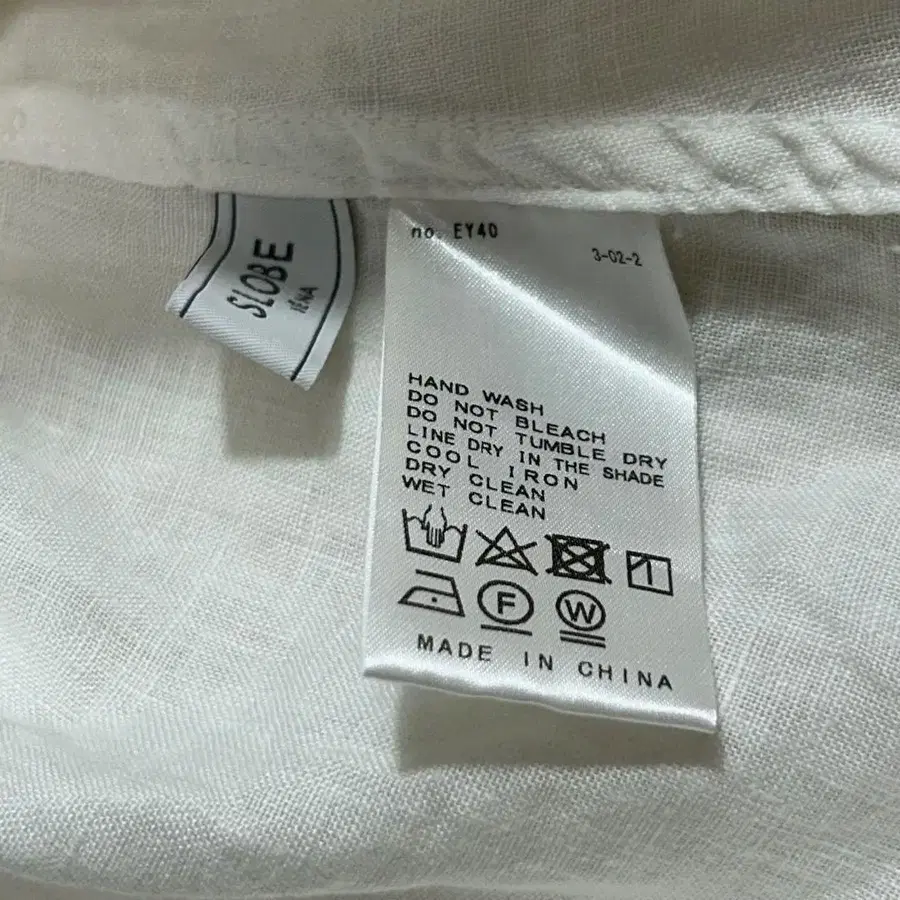 SLOBE
IÉNA
no. EY40
3-02-2
HAND WASH
DO NOT BLEACH
DO NOT TUMBLE DRY
LINE DRY IN THE SHADE
COOL IRON
DRY CLEAN
WET CLEAN
F
W
MADE IN CHINA